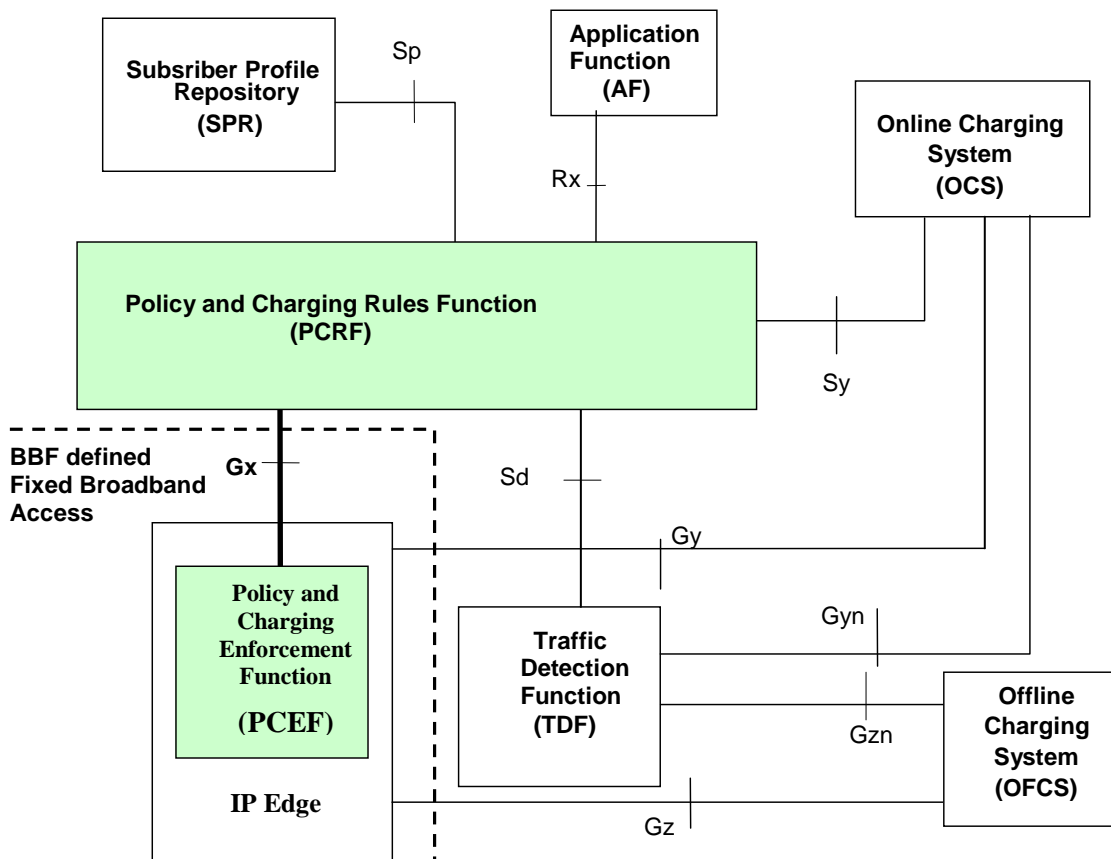 Subsriber Profile
Repository
(SPR)
Sp
Application
Function
(AF)
Online Charging
System
(OCS)
Rx
Policy and Charging Rules Function
(PCRF)
Sy
BBF defined
Fixed Broadband
Access
Gx
Sd
Gy
Policy and
Charging
Enforcement
Function
(PCEF)
IP Edge
Traffic
Detection
Function
(TDF)
Gyn
Gzn
Offline
Charging
System
(OFCS)
Gz